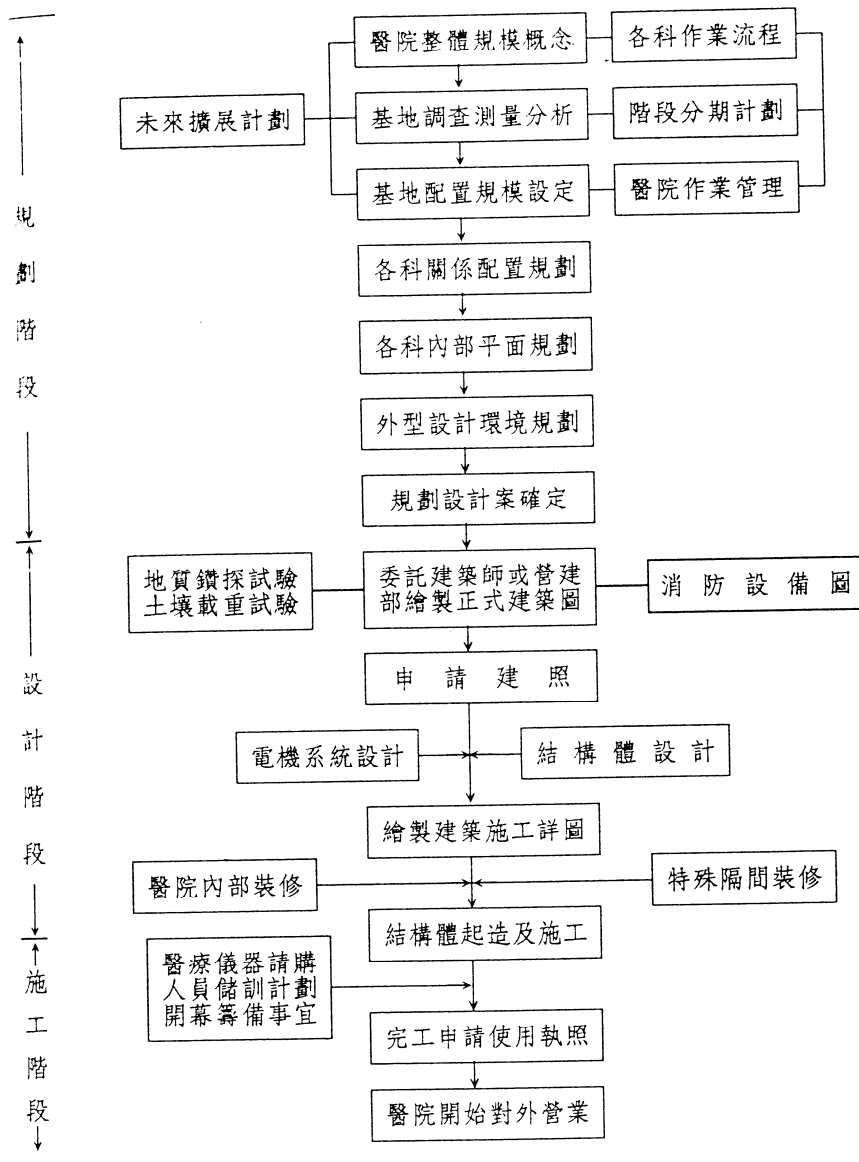 醫院整體規模概念
各科作業流程
未來擴展計劃
基地調查測量分析
階段分期計劃
基地配置規模設定
醫院作業管理
規劃階段
各科關係配置規劃
各科內部平面規劃
外型設計環境規劃
規劃設計案確定
地質鑽探試驗
土壤載重試驗
委託建築師或營建
部繪製正式建築圖
消防設備圖
申請建照
設計階段
電機系統設計
結構體設計
繪製建築施工詳圖
醫院內部裝修
特殊隔間裝修
結構體起造及施工
施工階段
醫療儀器請購
人員儲訓計劃
開幕籌備事宜
完工申請使用執照
醫院開始對外營業